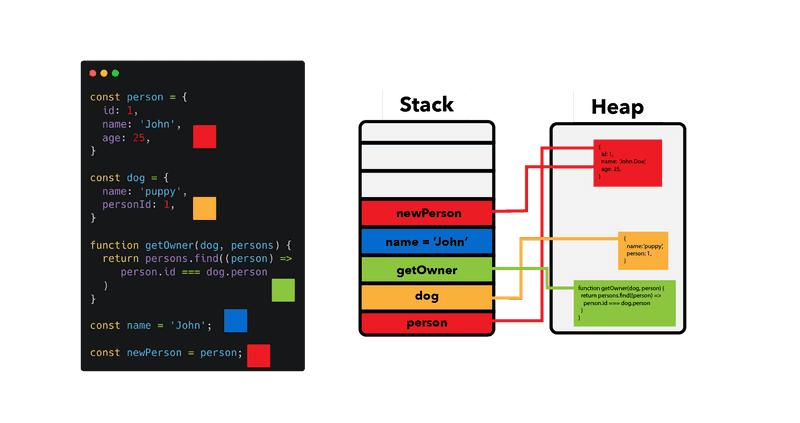 const person = {
id: 1,
name: 'John',
age: 25,
}
const dog = {
name: 'puppy',
personId: 1,
}
function getOwner(dog, persons) {
return persons.find((person) =>
person.id === dog.person
)
}
const name = 'John';
const newPerson = person;
Stack
newPerson
name = ‘John’
getOwner
dog
person
Heap
{
id: 1,
name: 'John Doe'
age: 25,
}
{
name:'puppy',
person: 1,
}
function getOwner(dog, person) {
return persons.find((person) =>
person.id === dog.person
)
}